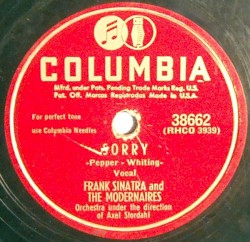 COLUMBIA
Mfrd. under Pats. Pending Trade Marks Reg. U.S.
Pat. Off. Marcas Registradas Made in U.S.A.
For perfect tone
use Columbia Needles
38662
(RHCO 3939)
SORRY
-Pepper - Whiting-
Vocal
FRANK SINATRA and
THE MODERNAIRES
Orchestra under the direction
of Axel Stordahl